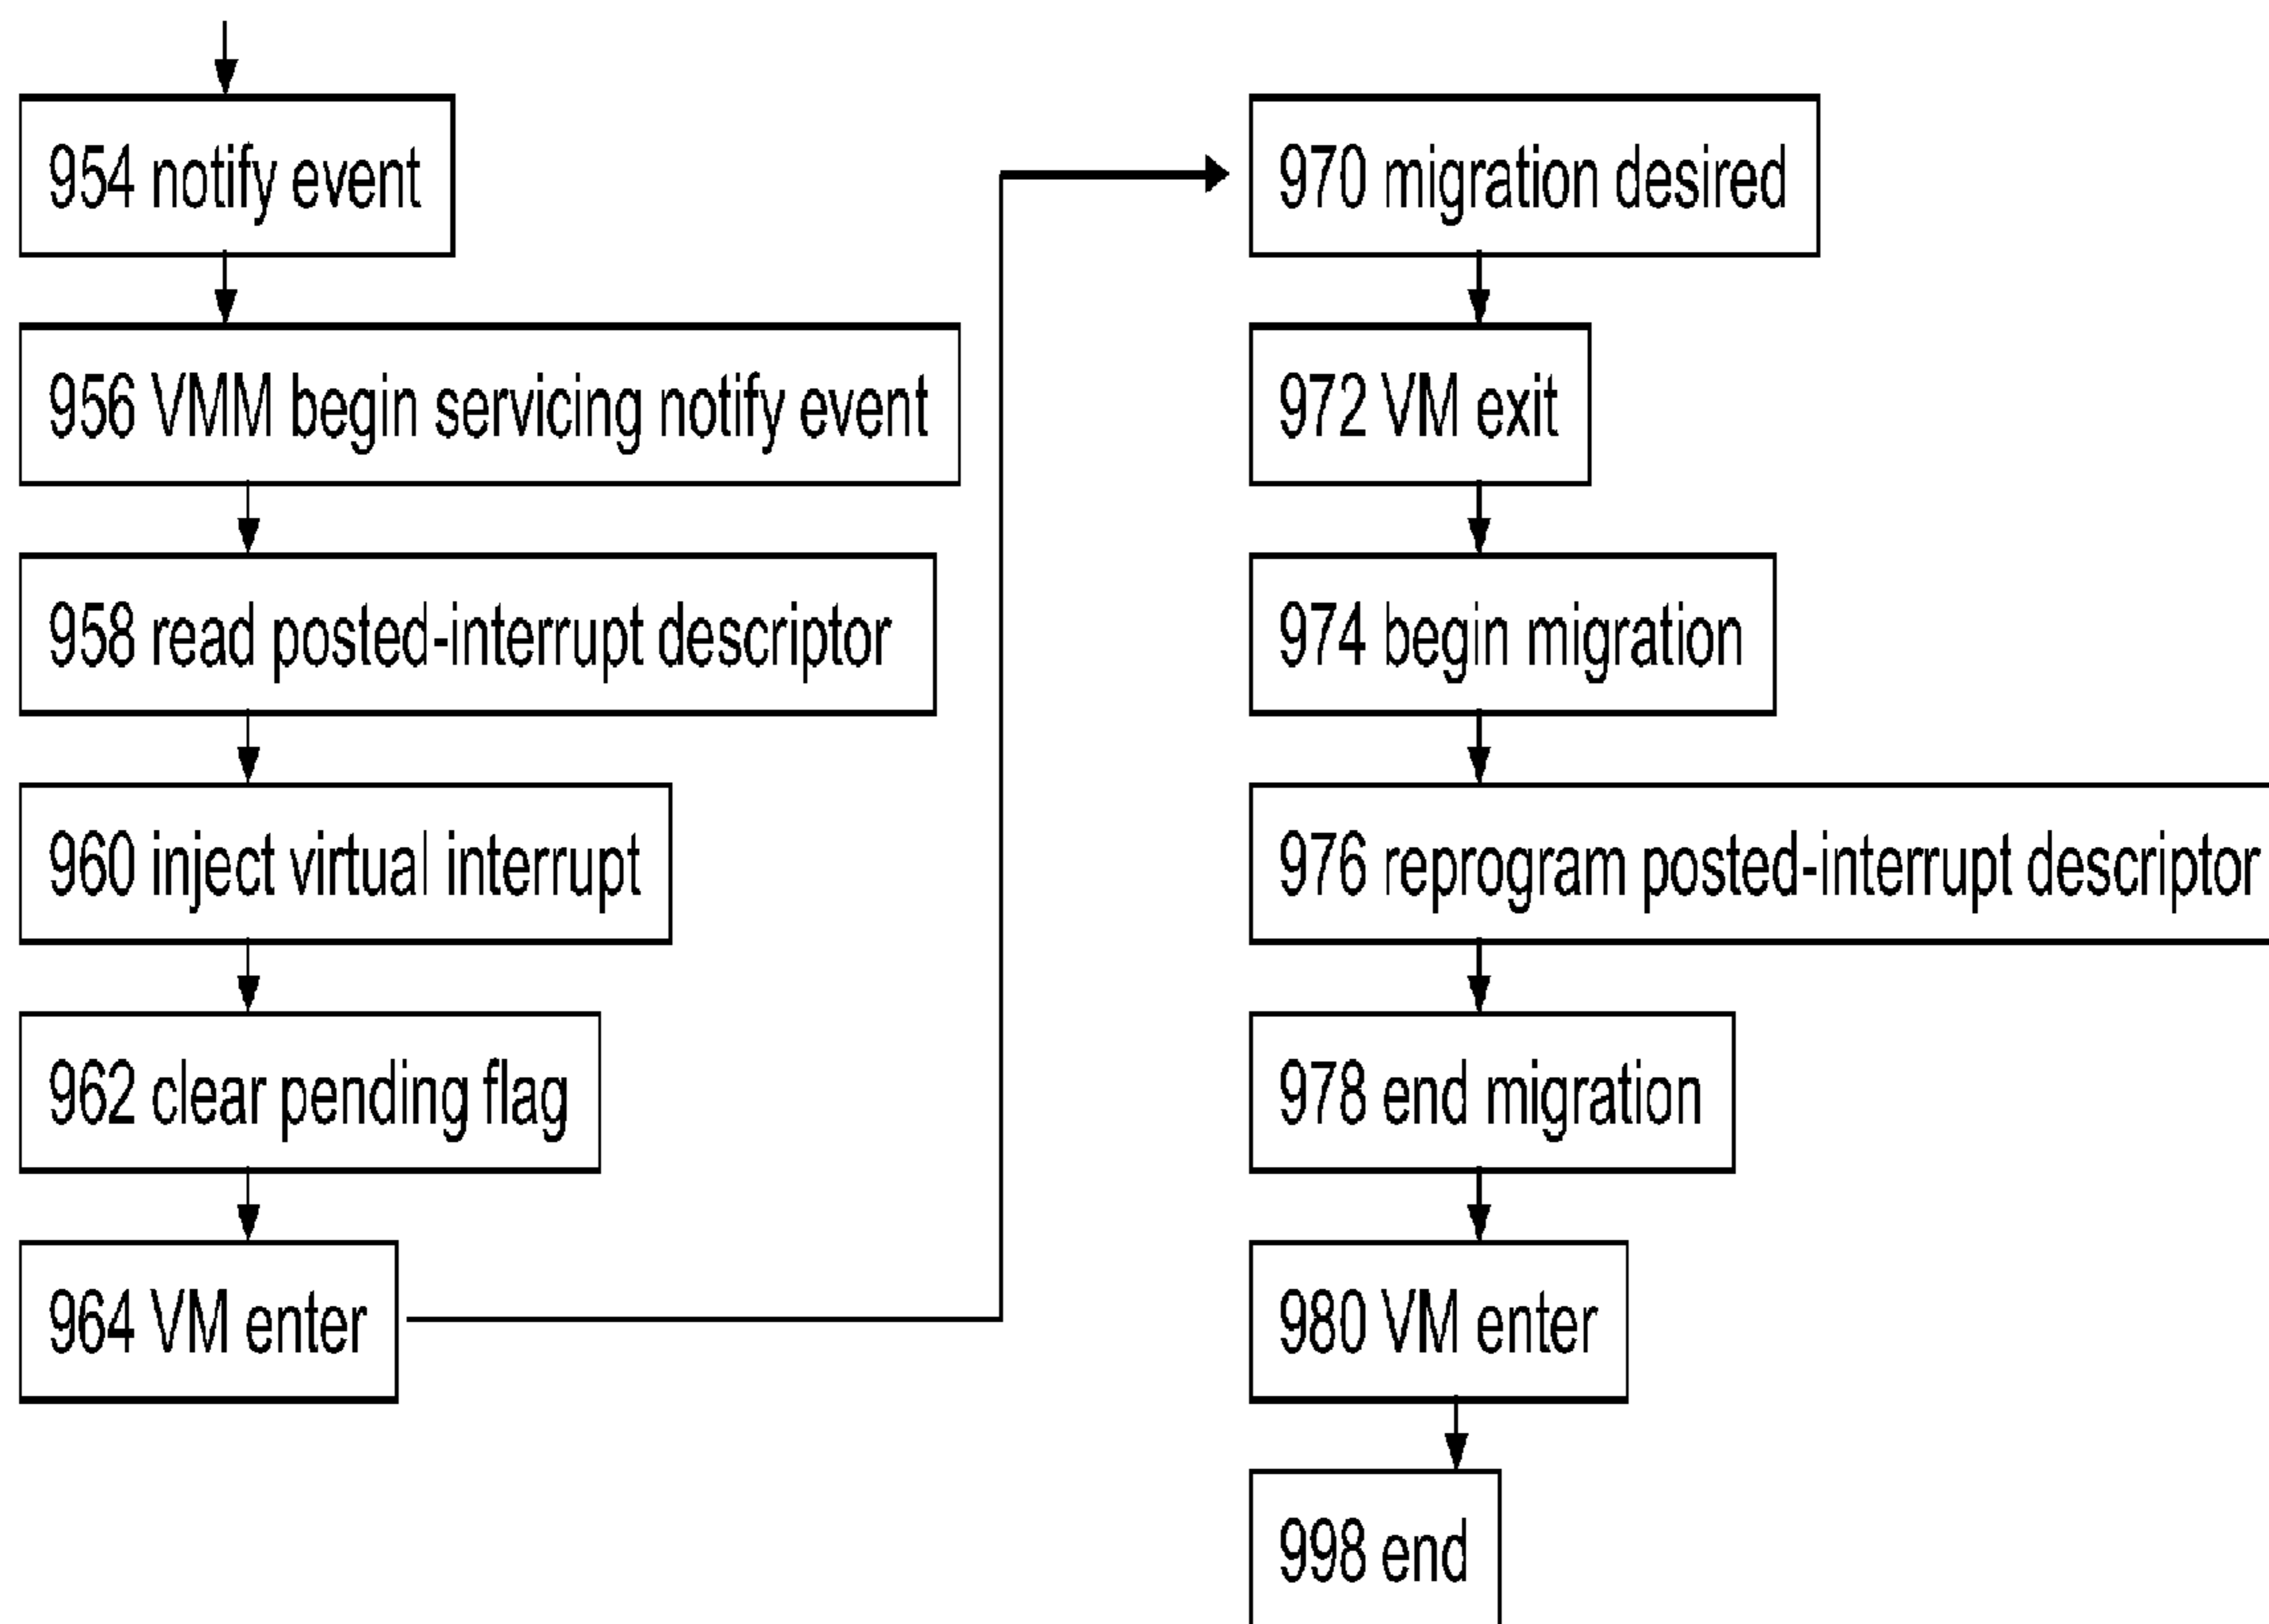 954 notify event
956 VMM begin servicing notify event
958 read posted-interrupt descriptor
960 inject virtual interrupt
962 clear pending flag
964 VM enter
970 migration desired
972 VM exit
974 begin migration
976 reprogram posted-interrupt descriptor
978 end migration
980 VM enter
998 end